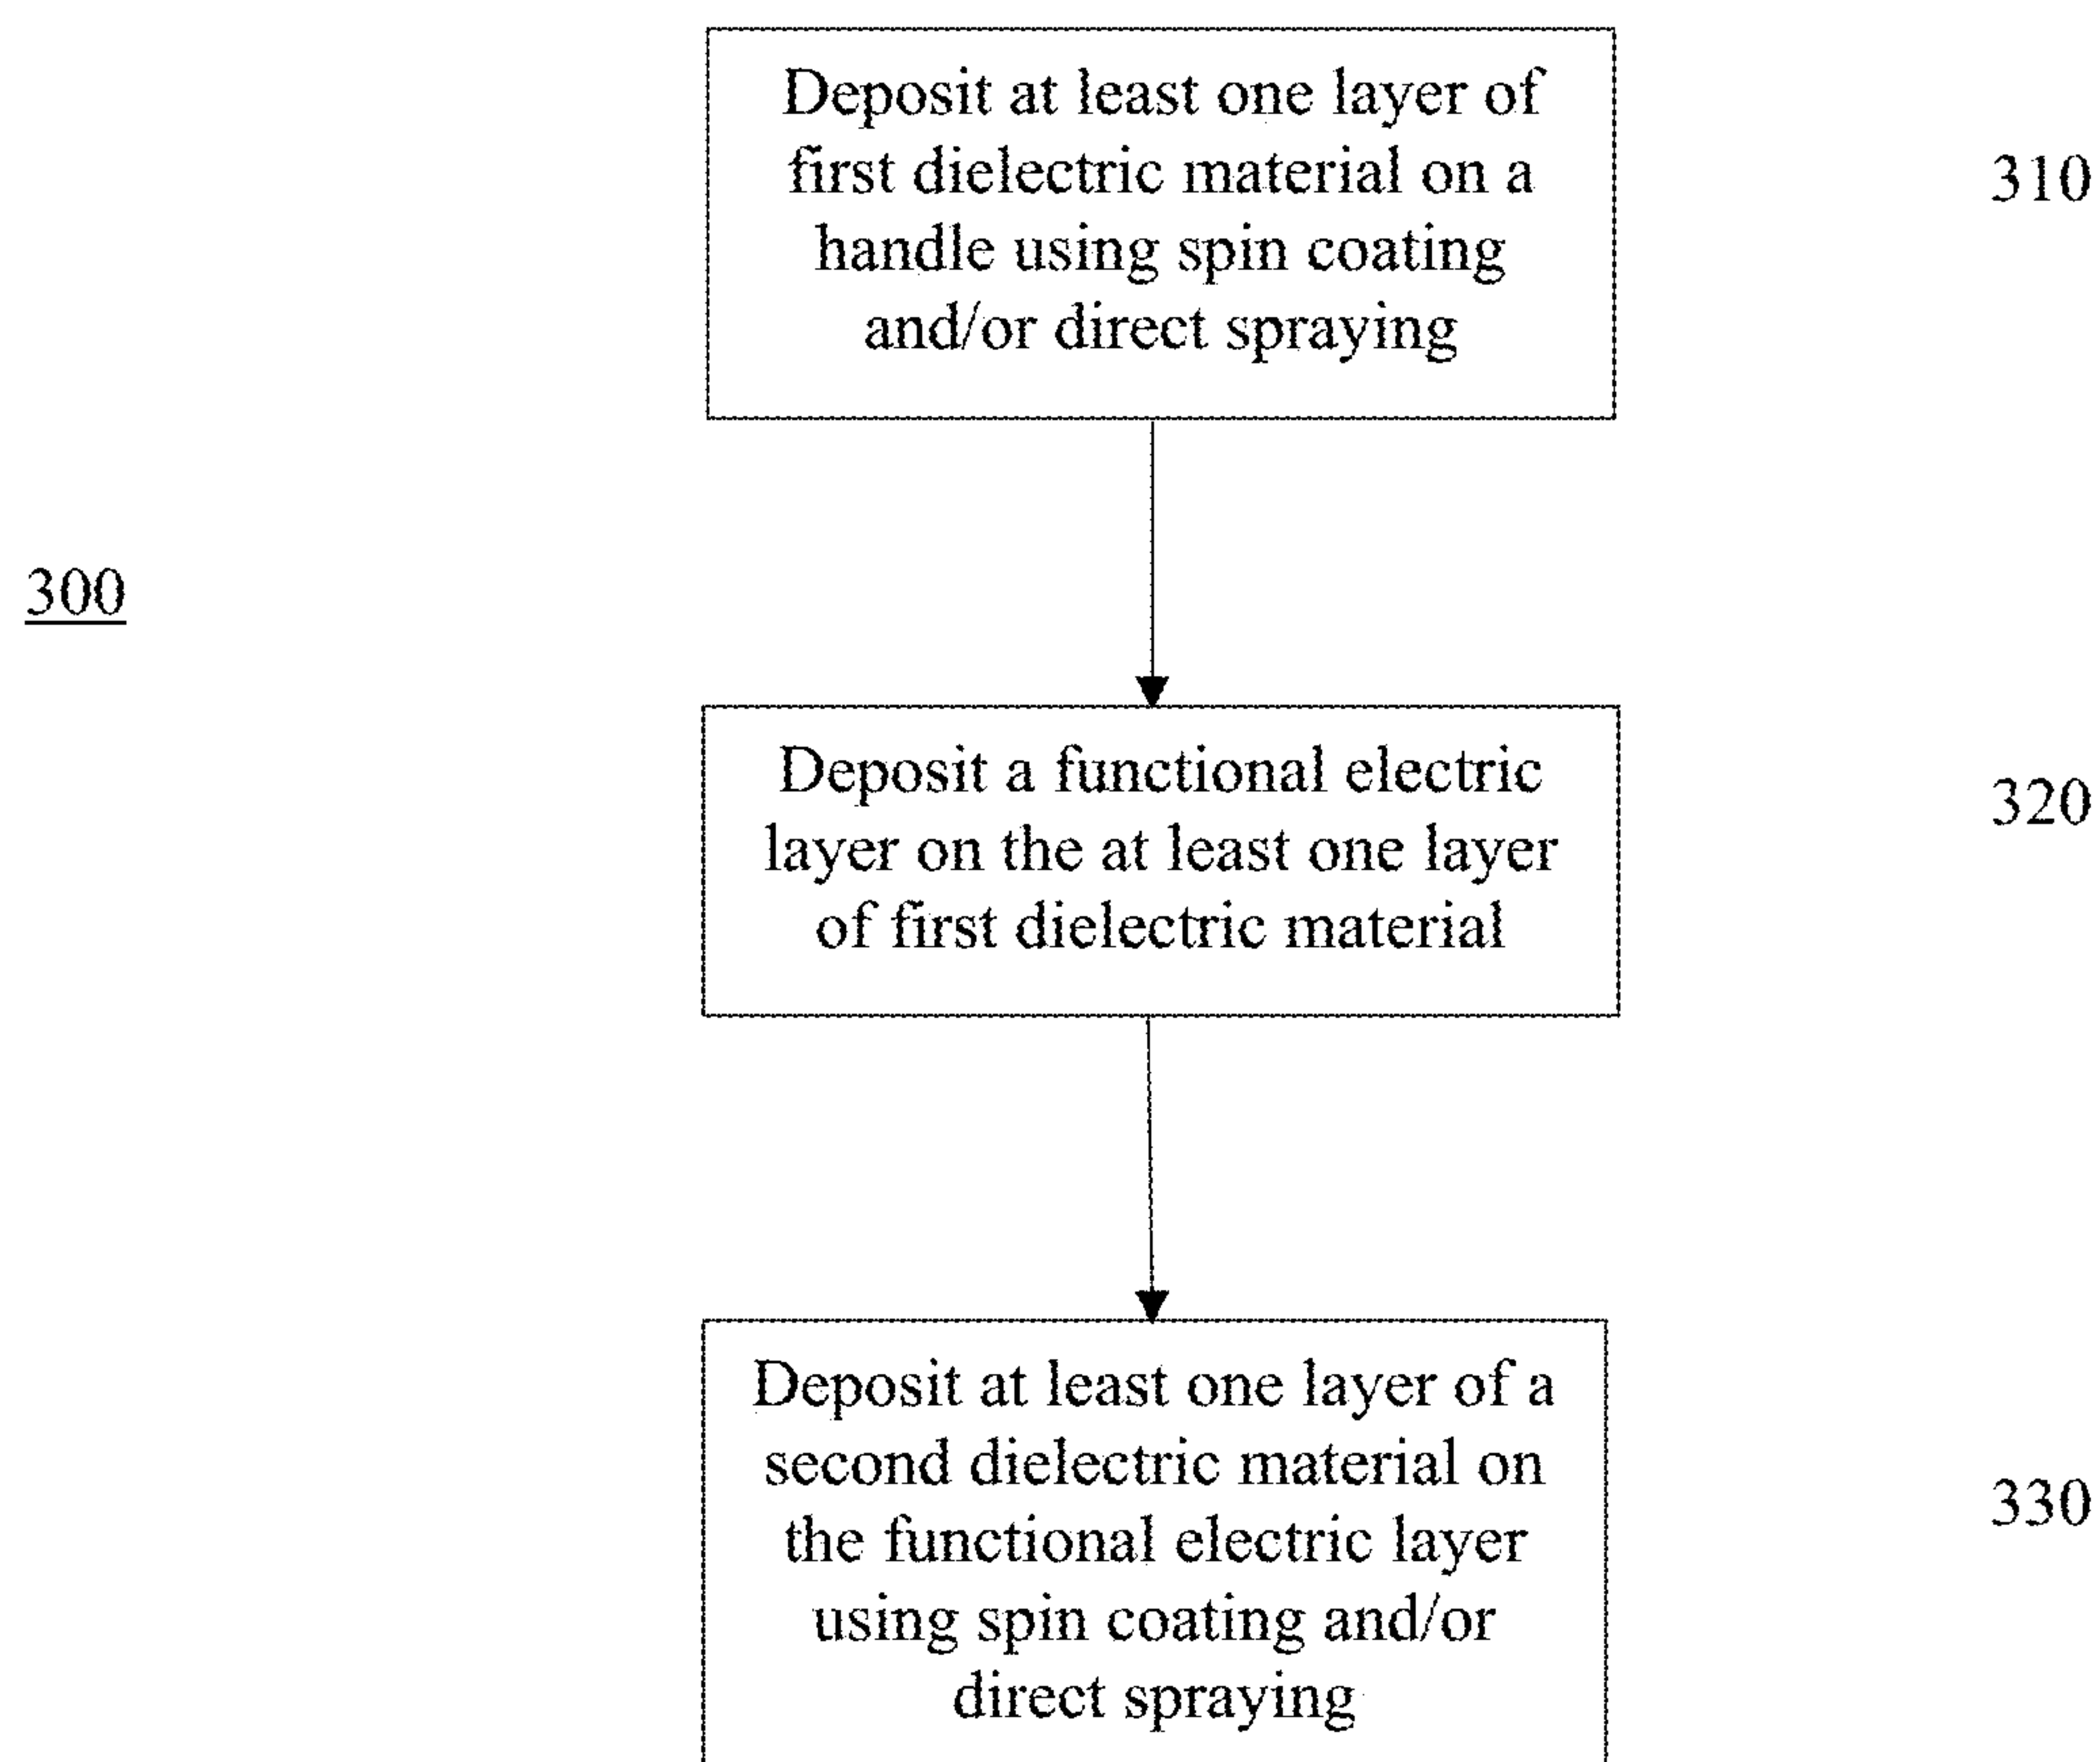 Deposit at least one layer of
first dielectric material on a
handle using spin coating
and/or direct spraying
310
300
Deposit a functional electric
layer on the at least one layer
of first dielectric material
320
Deposit at least one layer of a
second dielectric material on
the functional electric layer
using spin coating and/or
direct spraying
330